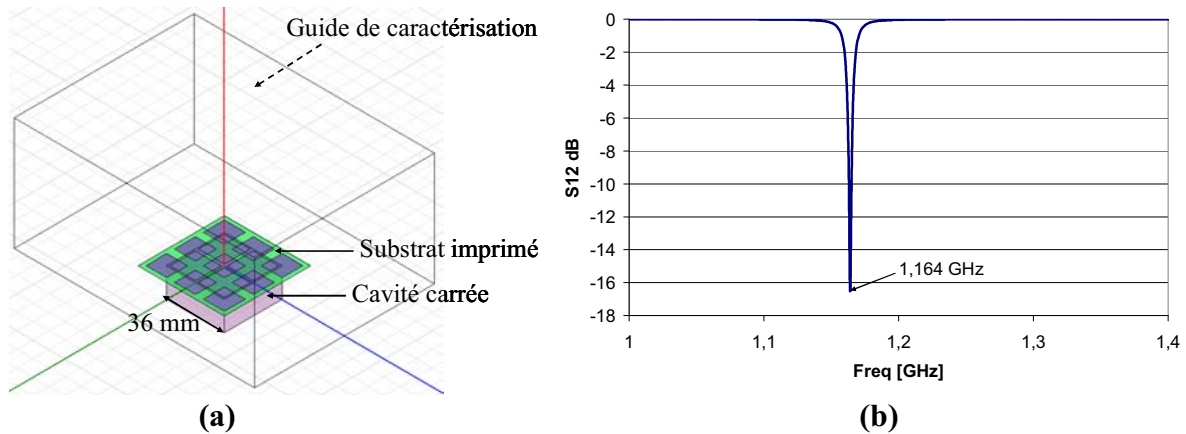 Guide de caractérisation
Substrat imprimé
Cavité carrée
36 mm
(a)
0
-2
-4
-6
-8
-10
-12
-14
-16
-18
S12 dB
1,164 GHz
1
1,1
1,2
1,3
1,4
Freq [GHz]
(b)